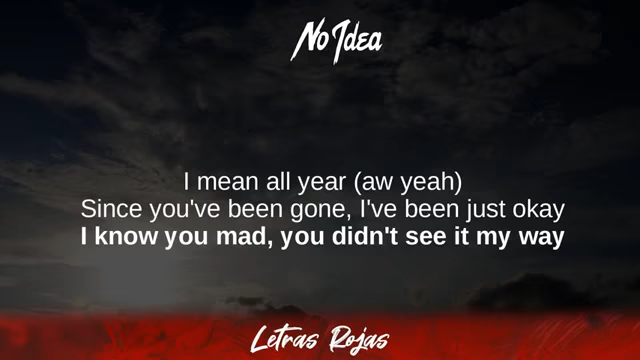 No Idea
I mean all year (aw yeah)
Since you've been gone, I've been just okay
I know you mad, you didn't see it my way
Letras Rojas